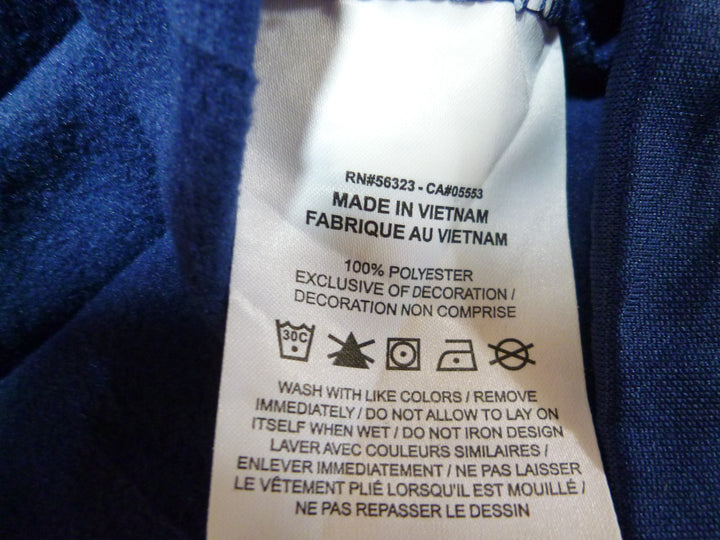 RN#56323 - CA#05553
MADE IN VIETNAM
FABRIQUE AU VIETNAM
100% POLYESTER
EXCLUSIVE OF DECORATION /
DECORATION NON COMPRISE
30C
WASH WITH LIKE COLORS / REMOVE
IMMEDIATELY / DO NOT ALLOW TO LAY ON
ITSELF WHEN WET / DO NOT IRON DESIGN
LAVER AVEC COULEURS SIMILAIRES /
ENLEVER IMMEDIATEMENT / NE PAS LAISSER
LE VÊTEMENT PLIÉ LORSQU'IL EST MOUILLÉ /
NE PAS REPASSER LE DESSIN